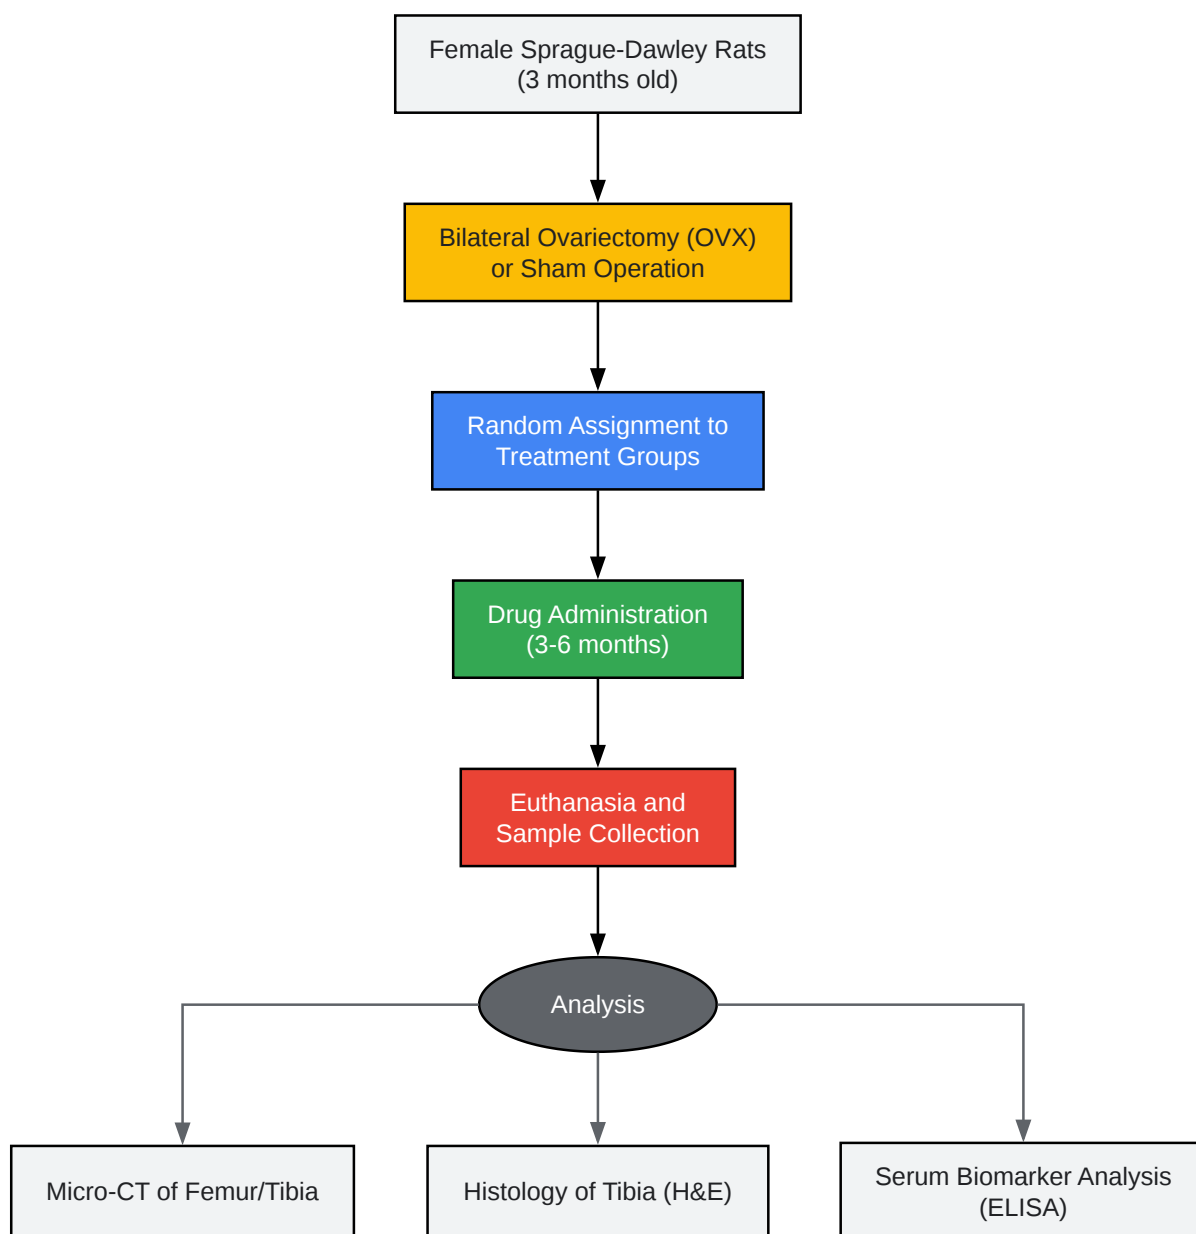 Female Sprague-Dawley Rats
(3 months old)
Bilateral Ovariectomy (OVX)
or Sham Operation
Random Assignment to
Treatment Groups
Drug Administration
(3-6 months)
Euthanasia and
Sample Collection
Analysis
Micro-CT of Femur/Tibia
Histology of Tibia (H&E)
Serum Biomarker Analysis
(ELISA)